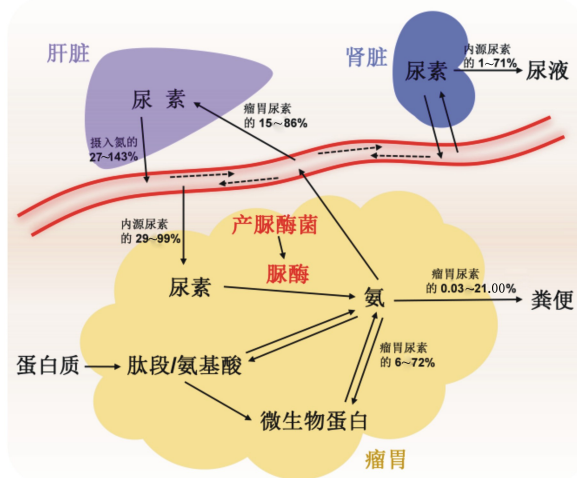 肝脏
尿 素
摄入氮的
27~143%
瘤胃尿素
的 15~86%
肾脏
尿素
内源尿素
的 1~71%
尿液
内源尿素
的 29~99%
产脲酶菌
脲酶
尿素
氨
瘤胃尿素
的 0.03~21.00%
粪便
蛋白质
肽段/氨基酸
瘤胃尿素
的 6~72%
微生物蛋白
瘤胃